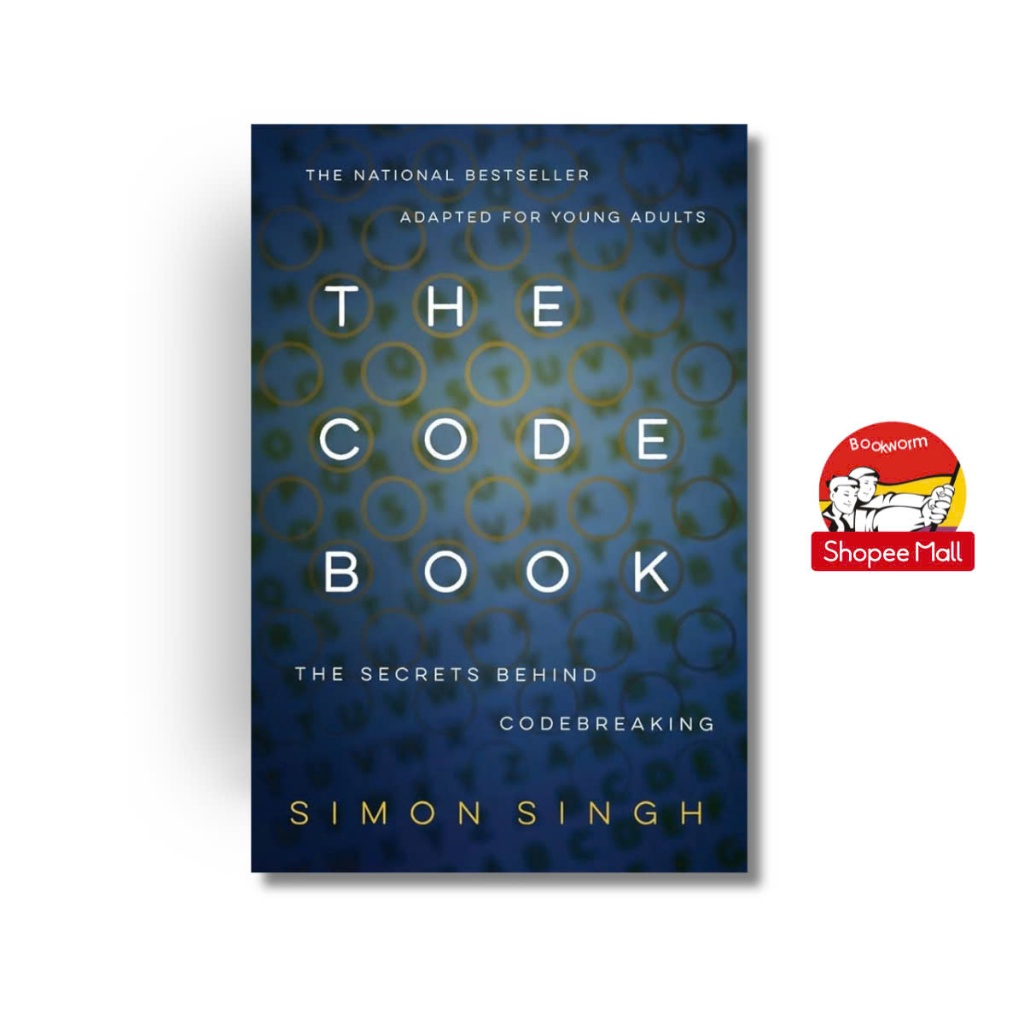 THE NATIONAL BESTSELLER
ADAPTED FOR YOUNG ADULTS
THE
CODE
BOOK
THE SECRETS BEHIND
CODEBREAKING
SIMON SINGH
Bookworm
Shopee Mall